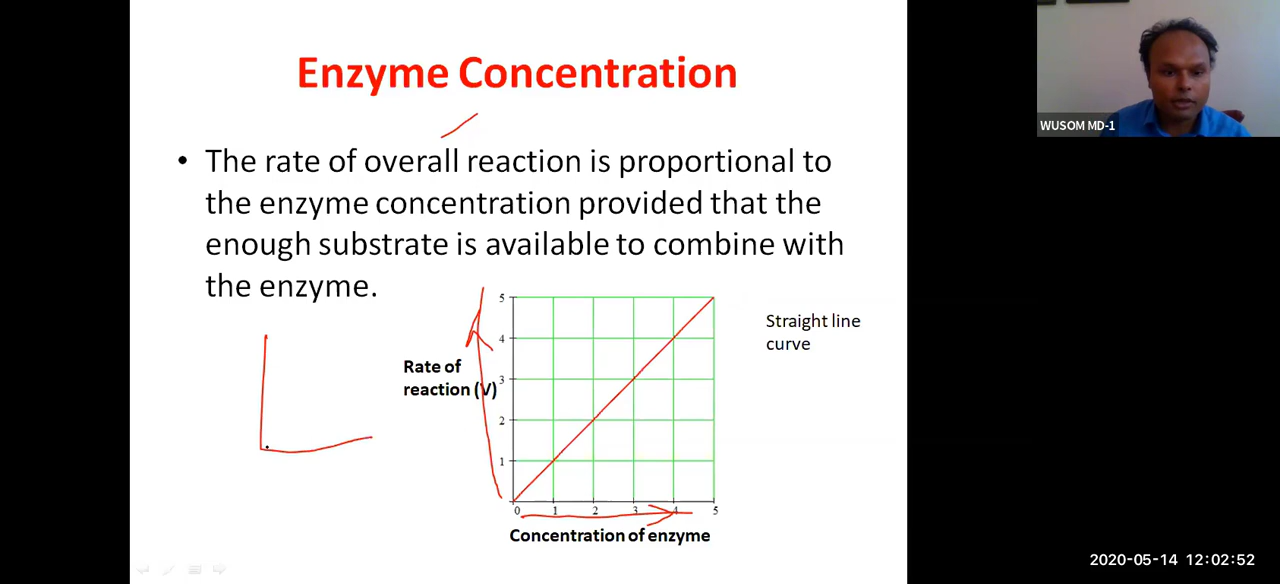 Enzyme Concentration
WUSOM MD-1
• The rate of overall reaction is proportional to
the enzyme concentration provided that the
enough substrate is available to combine with
the enzyme.
Straight line
curve
Rate of
reaction (V)
5
4
3
2
1
0 1 2 3 4 5
Concentration of enzyme
2020-05-14 12:02:52